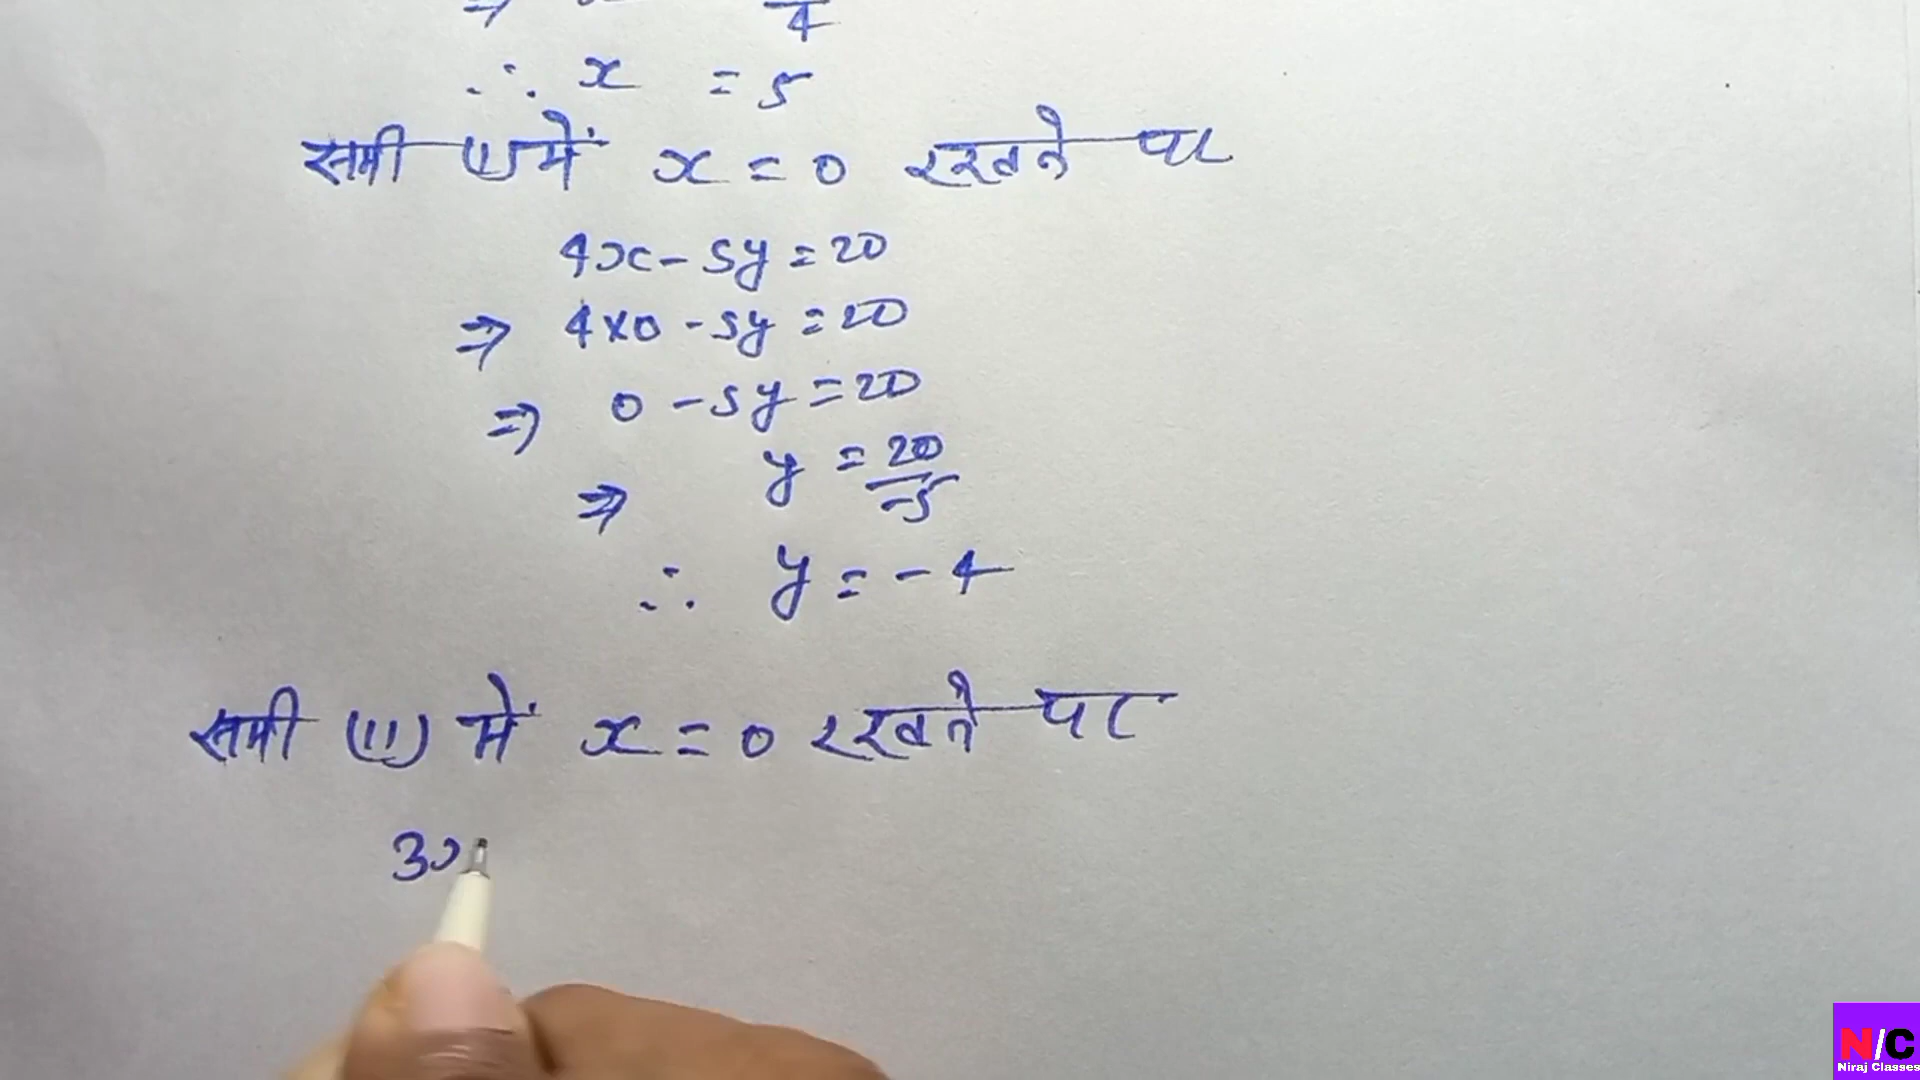 ⇒ 4
∴ x = 5
समी (i) में x = 0 रखने पर
4x - 5y = 20
⇒ 4×0 - 5y = 20
⇒ 0 - 5y = 20
⇒ y = 20/-5
∴ y = -4
समी (ii) में x = 0 रखने पर
3x
N/C
Niraj Classes